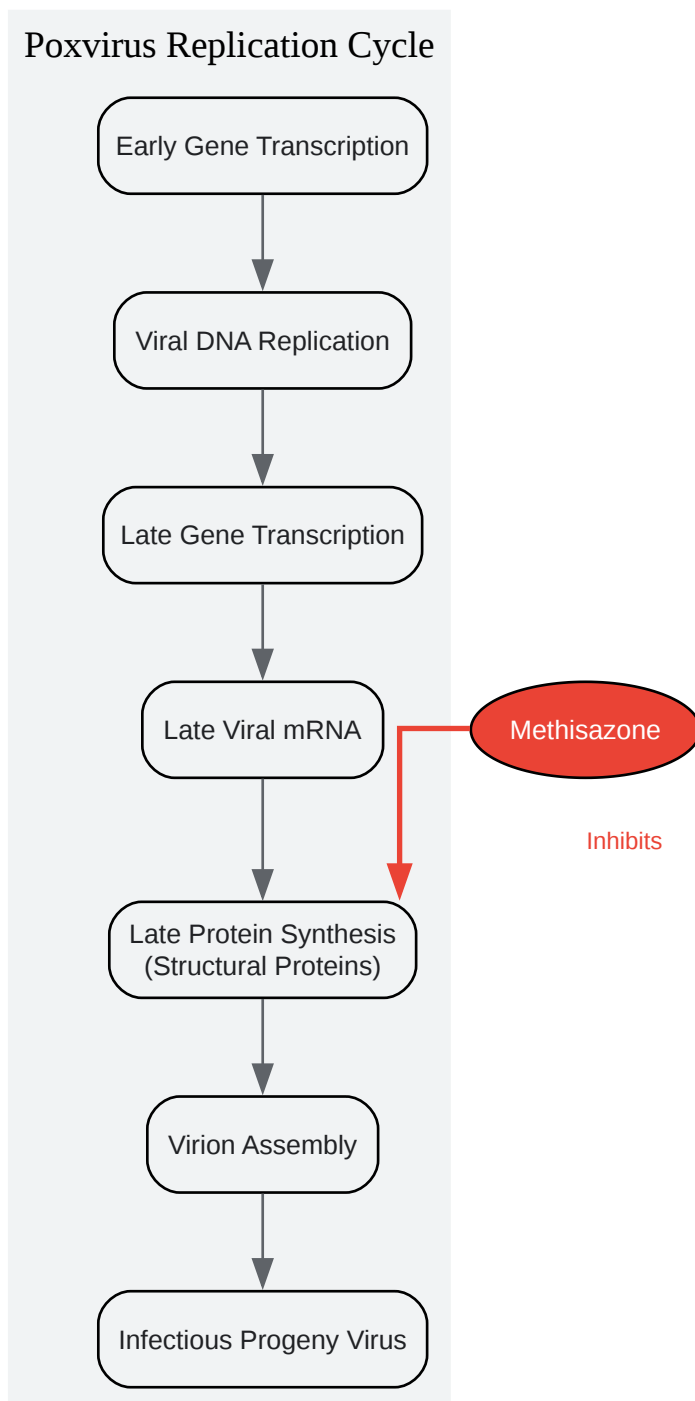 Poxvirus Replication Cycle
Early Gene Transcription
Viral DNA Replication
Late Gene Transcription
Late Viral mRNA
Methisazone
Inhibits
Late Protein Synthesis
(Structural Proteins)
Virion Assembly
Infectious Progeny Virus